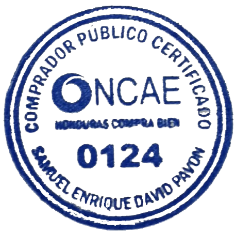 COMPRADOR PUBLICO CERTIFICADO
ONCAE
HONDURAS COMPRA BIEN
0124
SAMUEL ENRIQUE DAVID PAVON